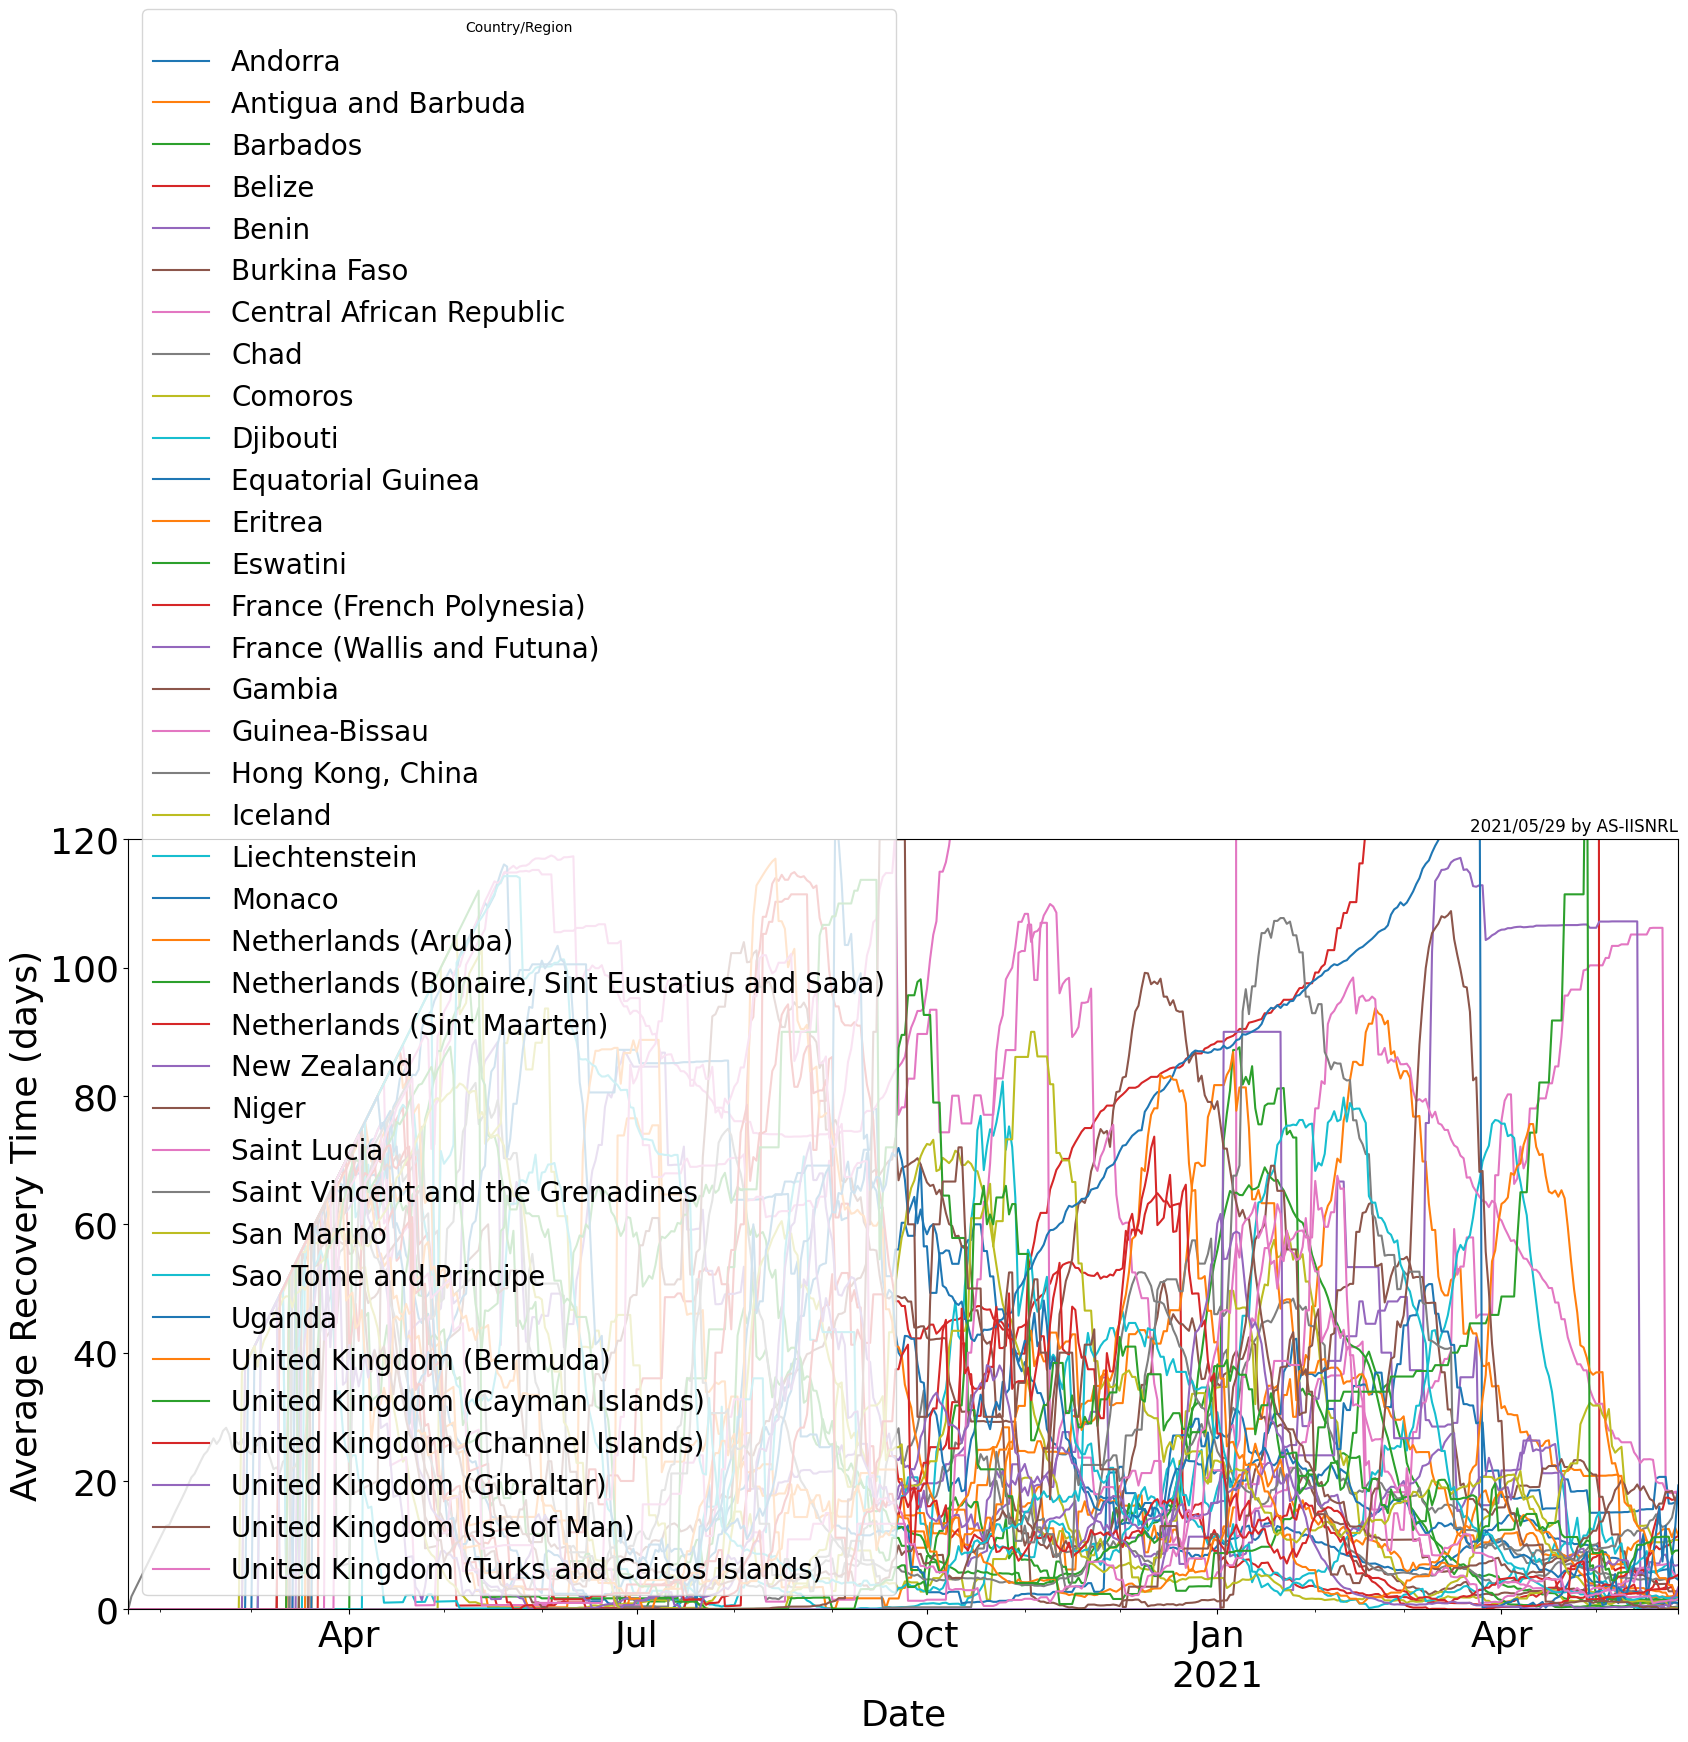 Country/Region
Andorra
Antigua and Barbuda
Barbados
Belize
Benin
Burkina Faso
Central African Republic
Chad
Comoros
Djibouti
Equatorial Guinea
Eritrea
Eswatini
France (French Polynesia)
France (Wallis and Futuna)
Gambia
Guinea-Bissau
Hong Kong, China
Iceland
Liechtenstein
Monaco
Netherlands (Aruba)
Netherlands (Bonaire, Sint Eustatius and Saba)
Netherlands (Sint Maarten)
New Zealand
Niger
Saint Lucia
Saint Vincent and the Grenadines
San Marino
Sao Tome and Principe
Uganda
United Kingdom (Bermuda)
United Kingdom (Cayman Islands)
United Kingdom (Channel Islands)
United Kingdom (Gibraltar)
United Kingdom (Isle of Man)
United Kingdom (Turks and Caicos Islands)
2021/05/29 by AS-IISNRL
Average Recovery Time (days)
120
100
80
60
40
20
0
Apr Jul Oct Jan Apr
2021
Date